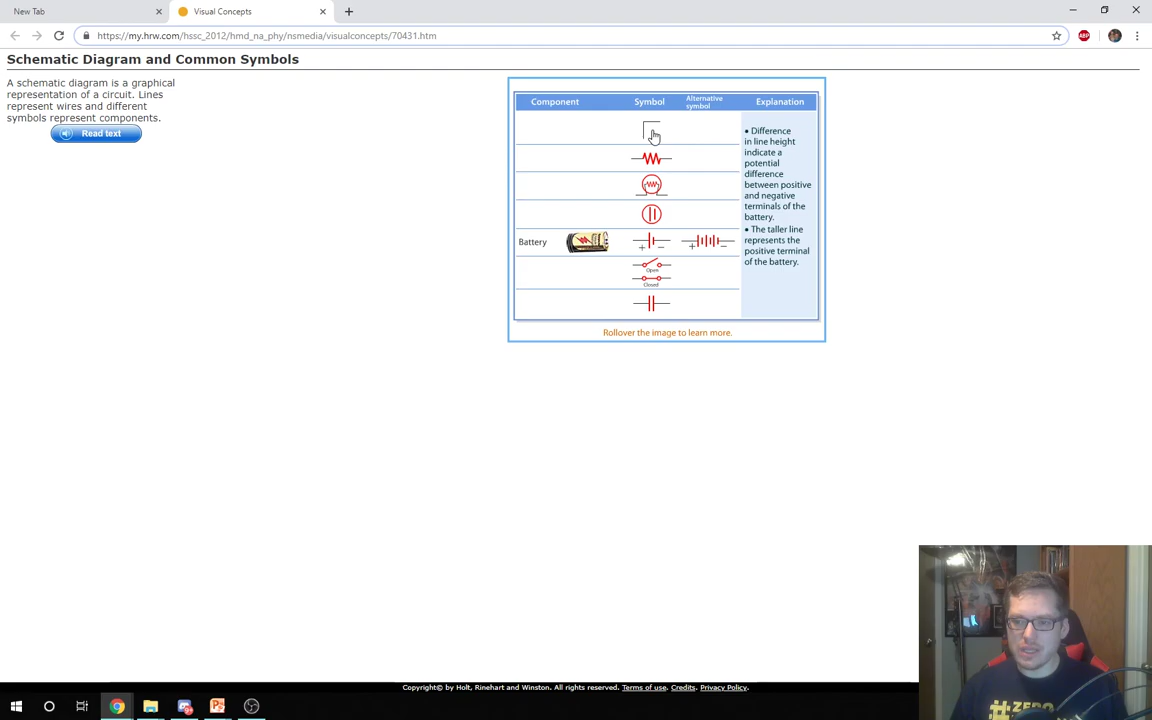 New Tab
Visual Concepts
https://my.hrw.com/hssc_2012/hmd_na_phy/nsmedia/visualconcepts/70431.htm
ABP
Schematic Diagram and Common Symbols
A schematic diagram is a graphical
representation of a circuit. Lines
represent wires and different
symbols represent components.
Read text
Component
Symbol
Alternative
symbol
Explanation
• Difference
in line height
indicate a
potential
difference
between positive
and negative
terminals of the
battery.
• The taller line
represents the
positive terminal
of the battery.
Battery
+ −
+ −
Open
Closed
Rollover the image to learn more.
Copyright© by Holt, Rinehart and Winston. All rights reserved. Terms of use. Credits. Privacy Policy.
#ZERO